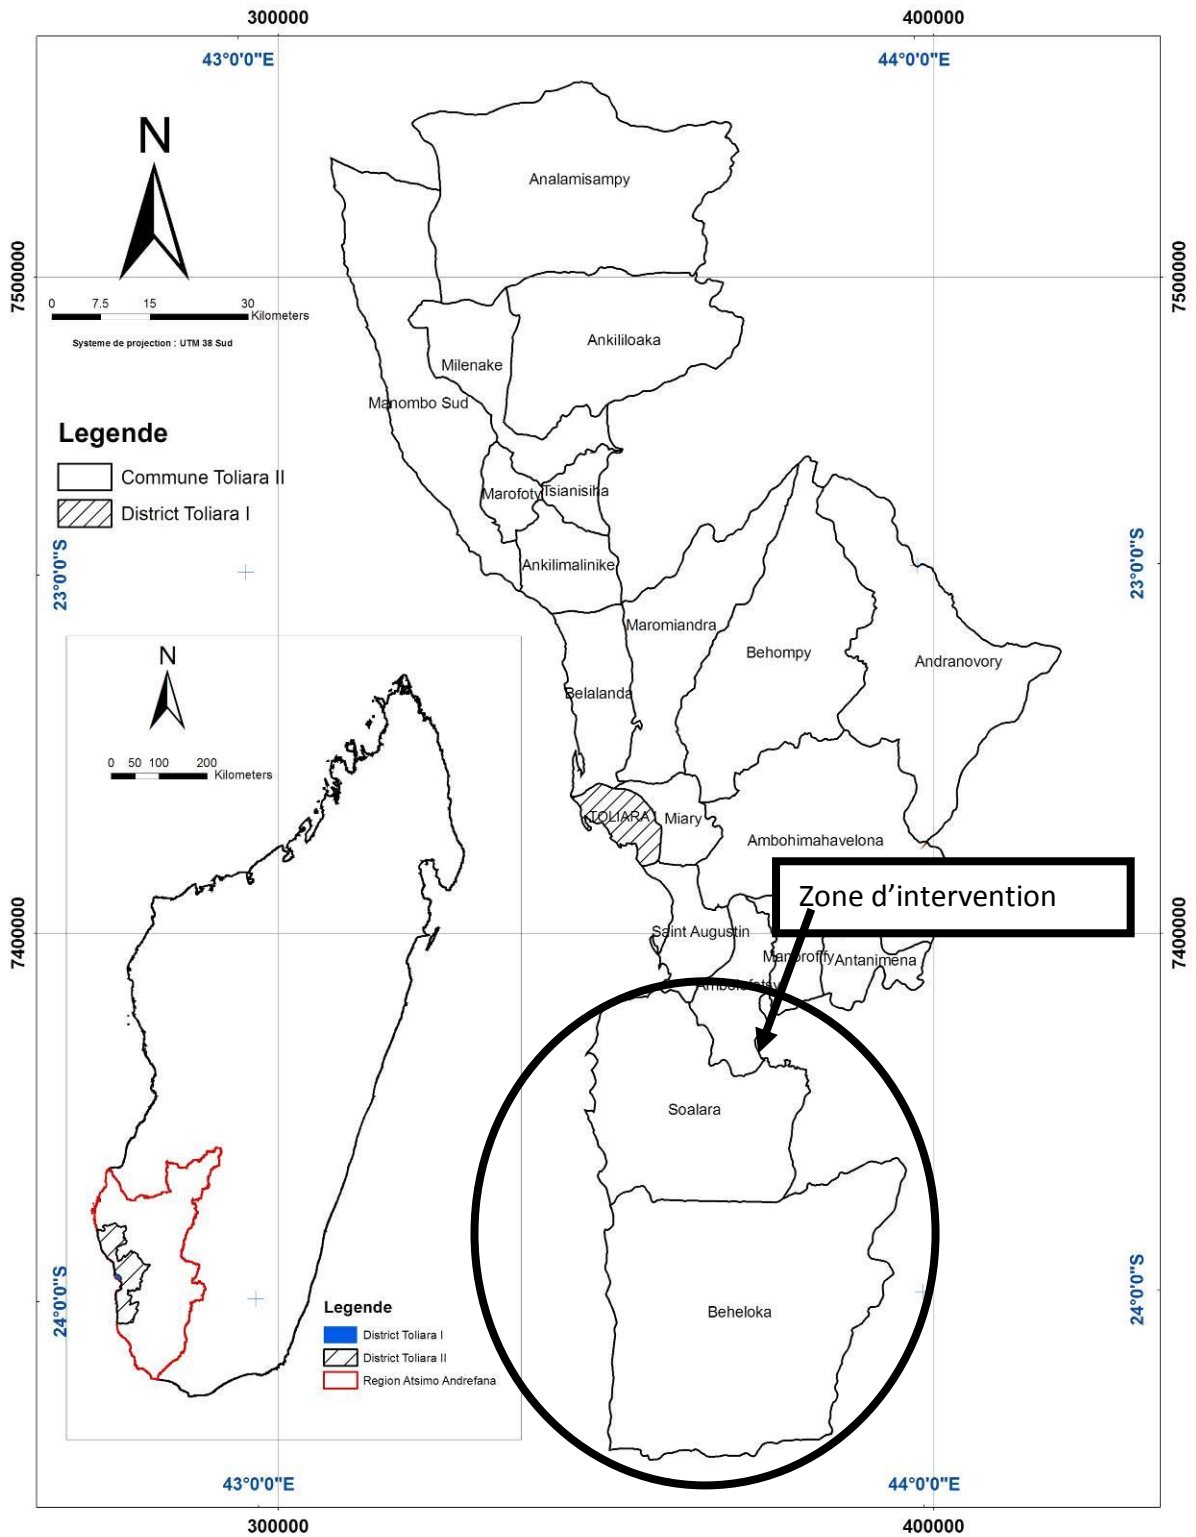 300000
400000
43°0'0"E
44°0'0"E
N
Analamisampy
7500000
7500000
0 7.5 15 30 Kilometers
Systeme de projection : UTM 38 Sud
Ankililoaka
Milenake
Manombo Sud
Legende
Commune Toliara II
District Toliara I
Marofoty
Tsianisiha
23°0'0"S
23°0'0"S
Ankilimalinike
Maromiandra
Behompy
Andranovory
N
Belalanda
0 50 100 200 Kilometers
TOLIARA
Miary
Ambohimahavelona
Zone d'intervention
7400000
7400000
Saint Augustin
Antanimena
Soalara
24°0'0"S
24°0'0"S
Beheloka
Legende
District Toliara I
District Toliara II
Region Atsimo Andrefana
43°0'0"E
44°0'0"E
300000
400000